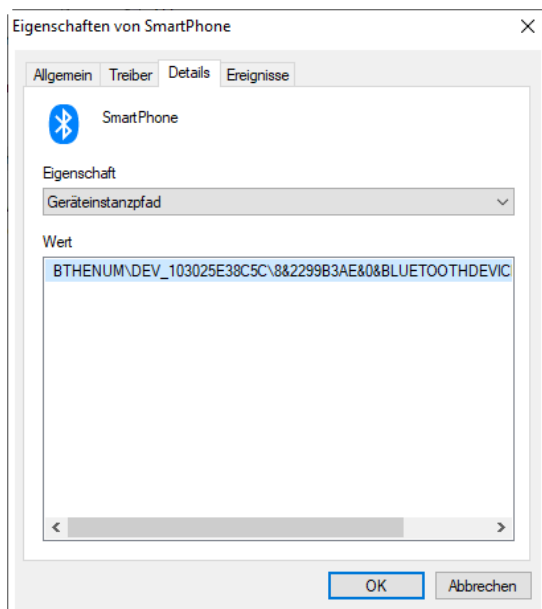 Eigenschaften von SmartPhone
Allgemein Treiber Details Ereignisse
SmartPhone
Eigenschaft
Geräteinstanzpfad
Wert
BTHENUM\DEV_103025E38C5C\8&2299B3AE&0&BLUETOOTHDEVIC
OK Abbrechen